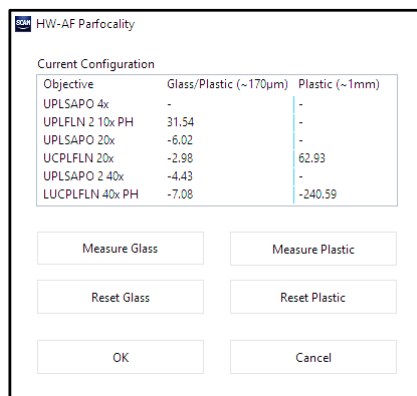 SCAN HW-AF Parfocality
Current Configuration
Objective Glass/Plastic (~170µm) Plastic (~1mm)
UPLSAPO 4x - -
UPLFLN 2 10x PH 31.54 -
UPLSAPO 20x -6.02 -
UCPLFLN 20x -2.98 62.93
UPLSAPO 2 40x -4.43 -
LUCPLFLN 40x PH -7.08 -240.59
Measure Glass Measure Plastic
Reset Glass Reset Plastic
OK Cancel